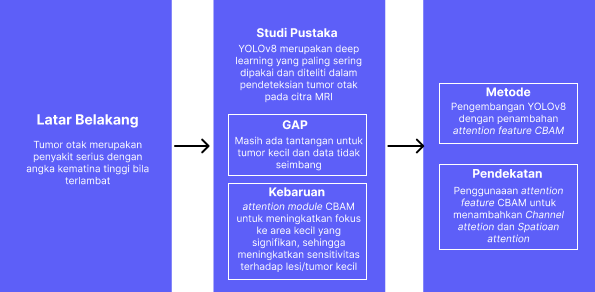 Latar Belakang
Tumor otak merupakan
penyakit serius dengan
angka kematina tinggi bila
terlambat
Studi Pustaka
YOLOv8 merupakan deep
learning yang paling sering
dipakai dan diteliti dalam
pendeteksian tumor otak
pada citra MRI
GAP
Masih ada tantangan untuk
tumor kecil dan data tidak
seimbang
Kebaruan
attention module CBAM
untuk meningkatkan fokus
ke area kecil yang
signifikan, sehingga
meningkatkan sensitivitas
terhadap lesi/tumor kecil
Metode
Pengembangan YOLOv8
dengan penambahan
attention feature CBAM
Pendekatan
Penggunaaan attention
feature CBAM untuk
menambahkan Channel
attetion dan Spatioan
attention